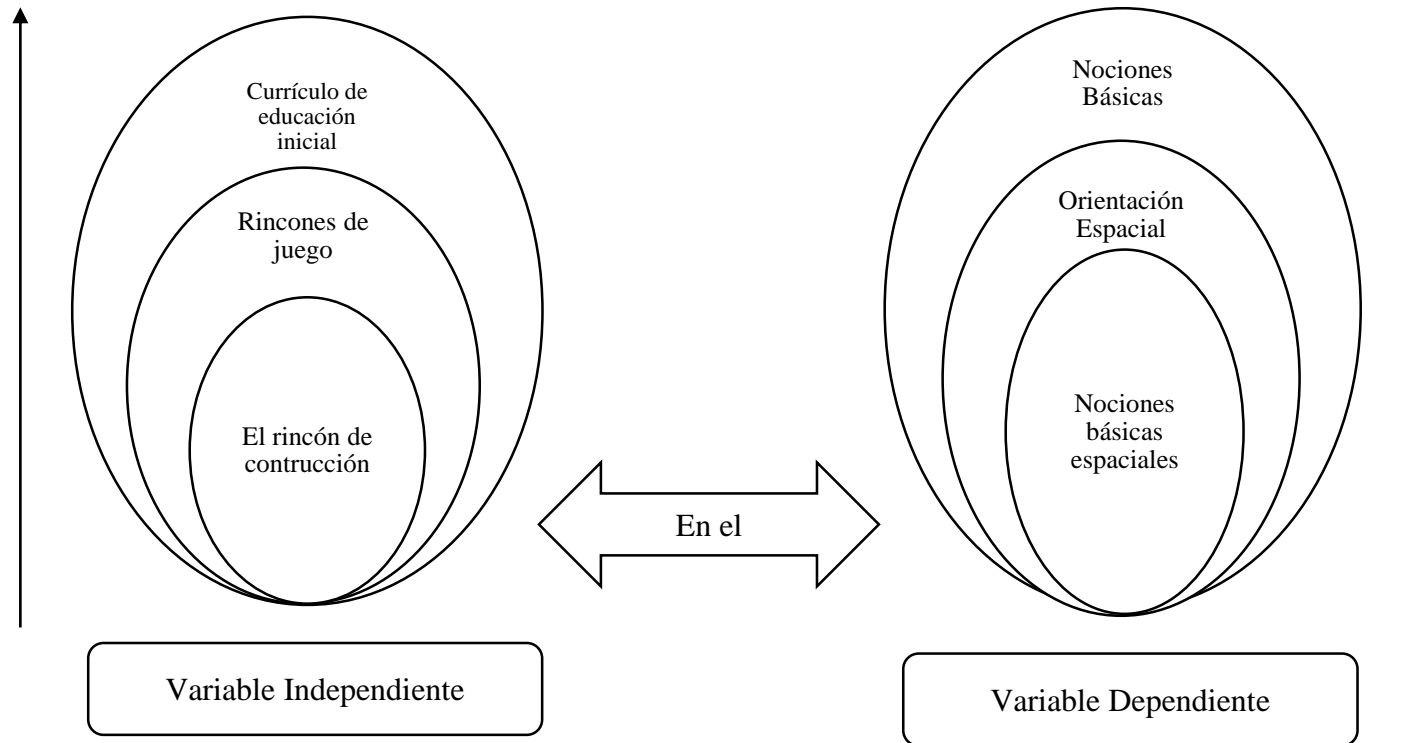 Currículo de
educación
inicial
Rincones de
juego
El rincón de
contrucción
En el
Nociones
Básicas
Orientación
Espacial
Nociones
básicas
espaciales
Variable Independiente
Variable Dependiente